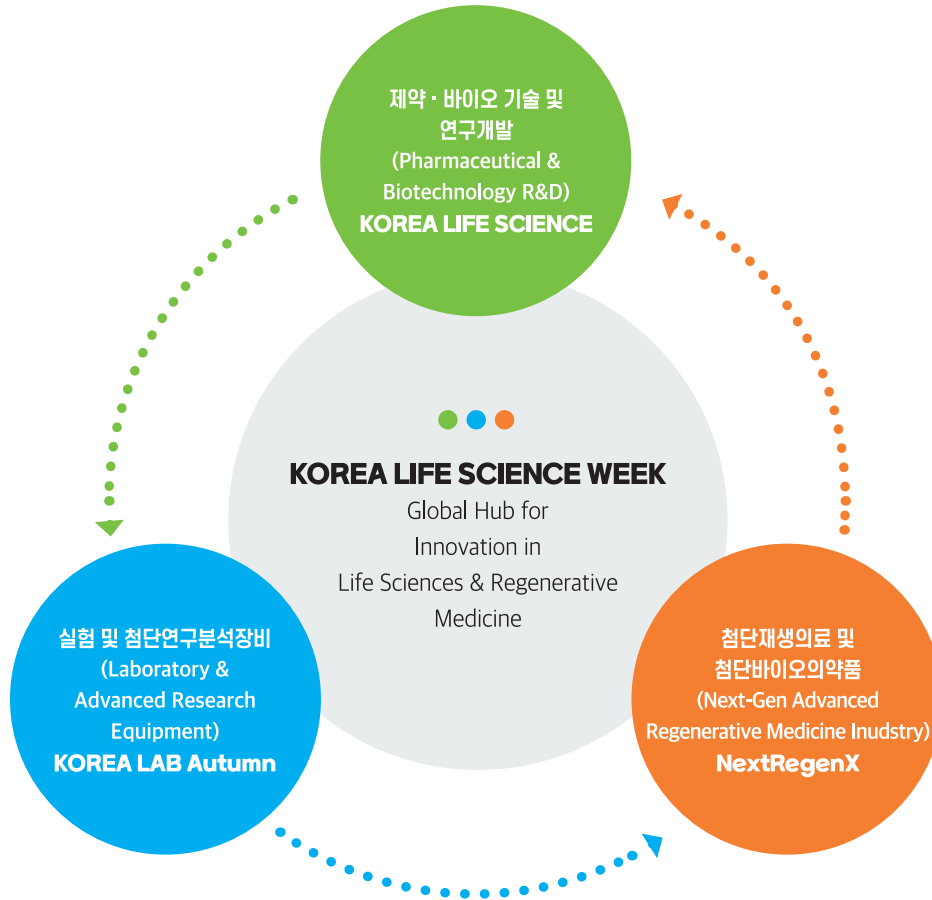 제약・바이오 기술 및
연구개발
(Pharmaceutical &
Biotechnology R&D)
KOREA LIFE SCIENCE
KOREA LIFE SCIENCE WEEK
Global Hub for
Innovation in
Life Sciences & Regenerative
Medicine
실험 및 첨단연구분석장비
(Laboratory &
Advanced Research
Equipment)
KOREA LAB Autumn
첨단재생의료 및
첨단바이오의약품
(Next-Gen Advanced
Regenerative Medicine Inudstry)
NextRegenX